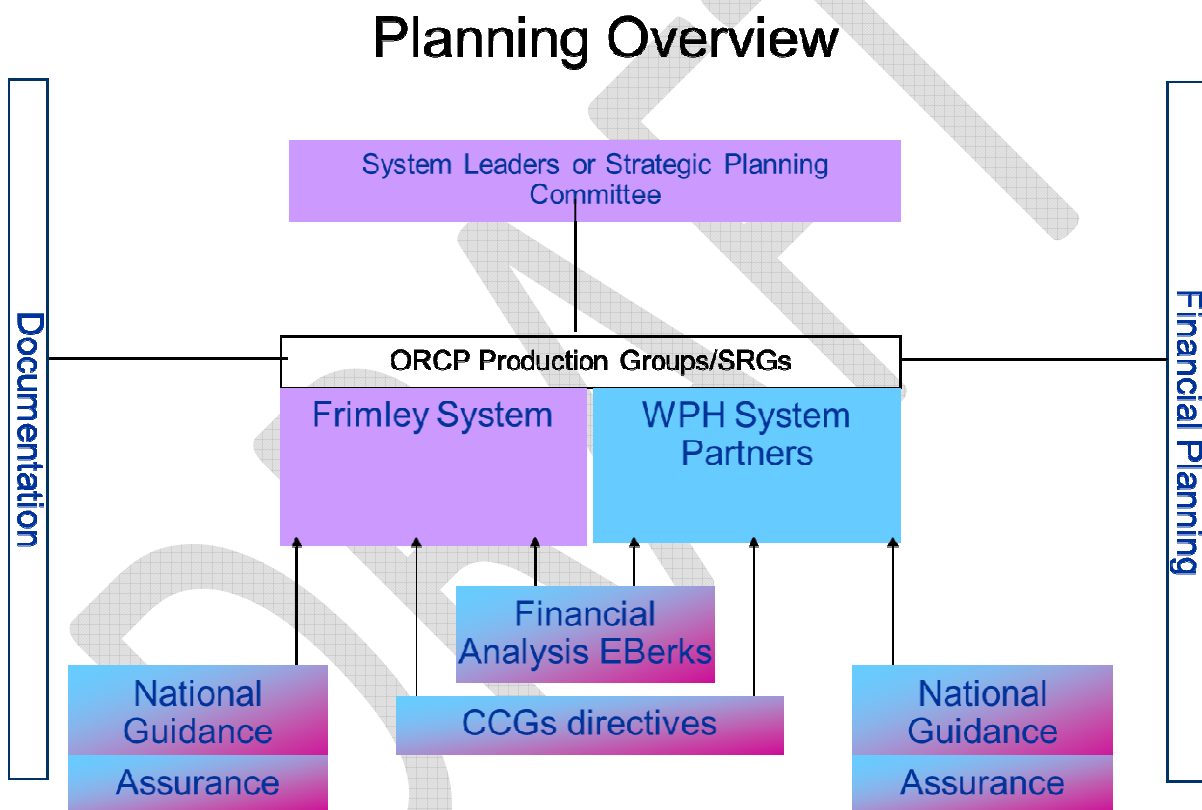 Planning Overview
System Leaders or Strategic Planning
Committee
Documentation
Financial Planning
ORCP Production Groups/SRGs
Frimley System
WPH System
Partners
Financial
Analysis EBerks
National
Guidance
Assurance
CCGs directives
National
Guidance
Assurance
DRAFT